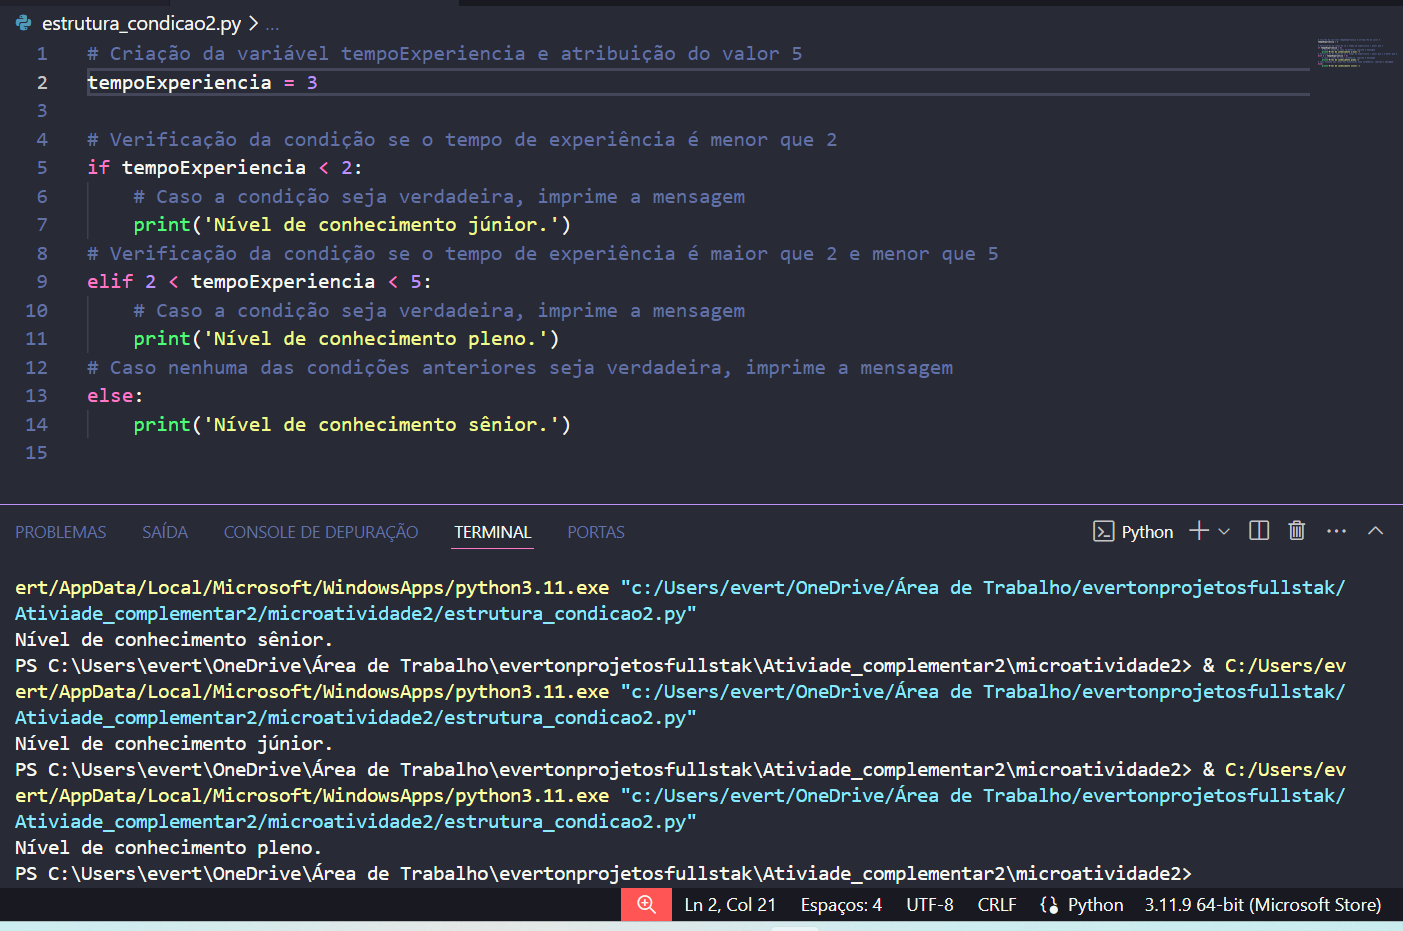 estrutura_condicao2.py > ...
1 # Criação da variável tempoExperiencia e atribuição do valor 5
2 tempoExperiencia = 3
3
4 # Verificação da condição se o tempo de experiência é menor que 2
5 if tempoExperiencia < 2:
6 # Caso a condição seja verdadeira, imprime a mensagem
7 print('Nível de conhecimento júnior.')
8 # Verificação da condição se o tempo de experiência é maior que 2 e menor que 5
9 elif 2 < tempoExperiencia < 5:
10 # Caso a condição seja verdadeira, imprime a mensagem
11 print('Nível de conhecimento pleno.')
12 # Caso nenhuma das condições anteriores seja verdadeira, imprime a mensagem
13 else:
14 print('Nível de conhecimento sênior.')
15
PROBLEMAS SAÍDA CONSOLE DE DEPURAÇÃO TERMINAL PORTAS Python
ert/AppData/Local/Microsoft/WindowsApps/python3.11.exe "c:/Users/evert/OneDrive/Área de Trabalho/evertonprojetosfullstak/
Ativiade_complementar2/microatividade2/estrutura_condicao2.py"
Nível de conhecimento sênior.
PS C:\Users\evert\OneDrive\Área de Trabalho\evertonprojetosfullstak\Ativiade_complementar2\microatividade2> & C:/Users/ev
ert/AppData/Local/Microsoft/WindowsApps/python3.11.exe "c:/Users/evert/OneDrive/Área de Trabalho/evertonprojetosfullstak/
Ativiade_complementar2/microatividade2/estrutura_condicao2.py"
Nível de conhecimento júnior.
PS C:\Users\evert\OneDrive\Área de Trabalho\evertonprojetosfullstak\Ativiade_complementar2\microatividade2> & C:/Users/ev
ert/AppData/Local/Microsoft/WindowsApps/python3.11.exe "c:/Users/evert/OneDrive/Área de Trabalho/evertonprojetosfullstak/
Ativiade_complementar2/microatividade2/estrutura_condicao2.py"
Nível de conhecimento pleno.
PS C:\Users\evert\OneDrive\Área de Trabalho\evertonprojetosfullstak\Ativiade_complementar2\microatividade2>
Ln 2, Col 21 Espaços: 4 UTF-8 CRLF Python 3.11.9 64-bit (Microsoft Store)